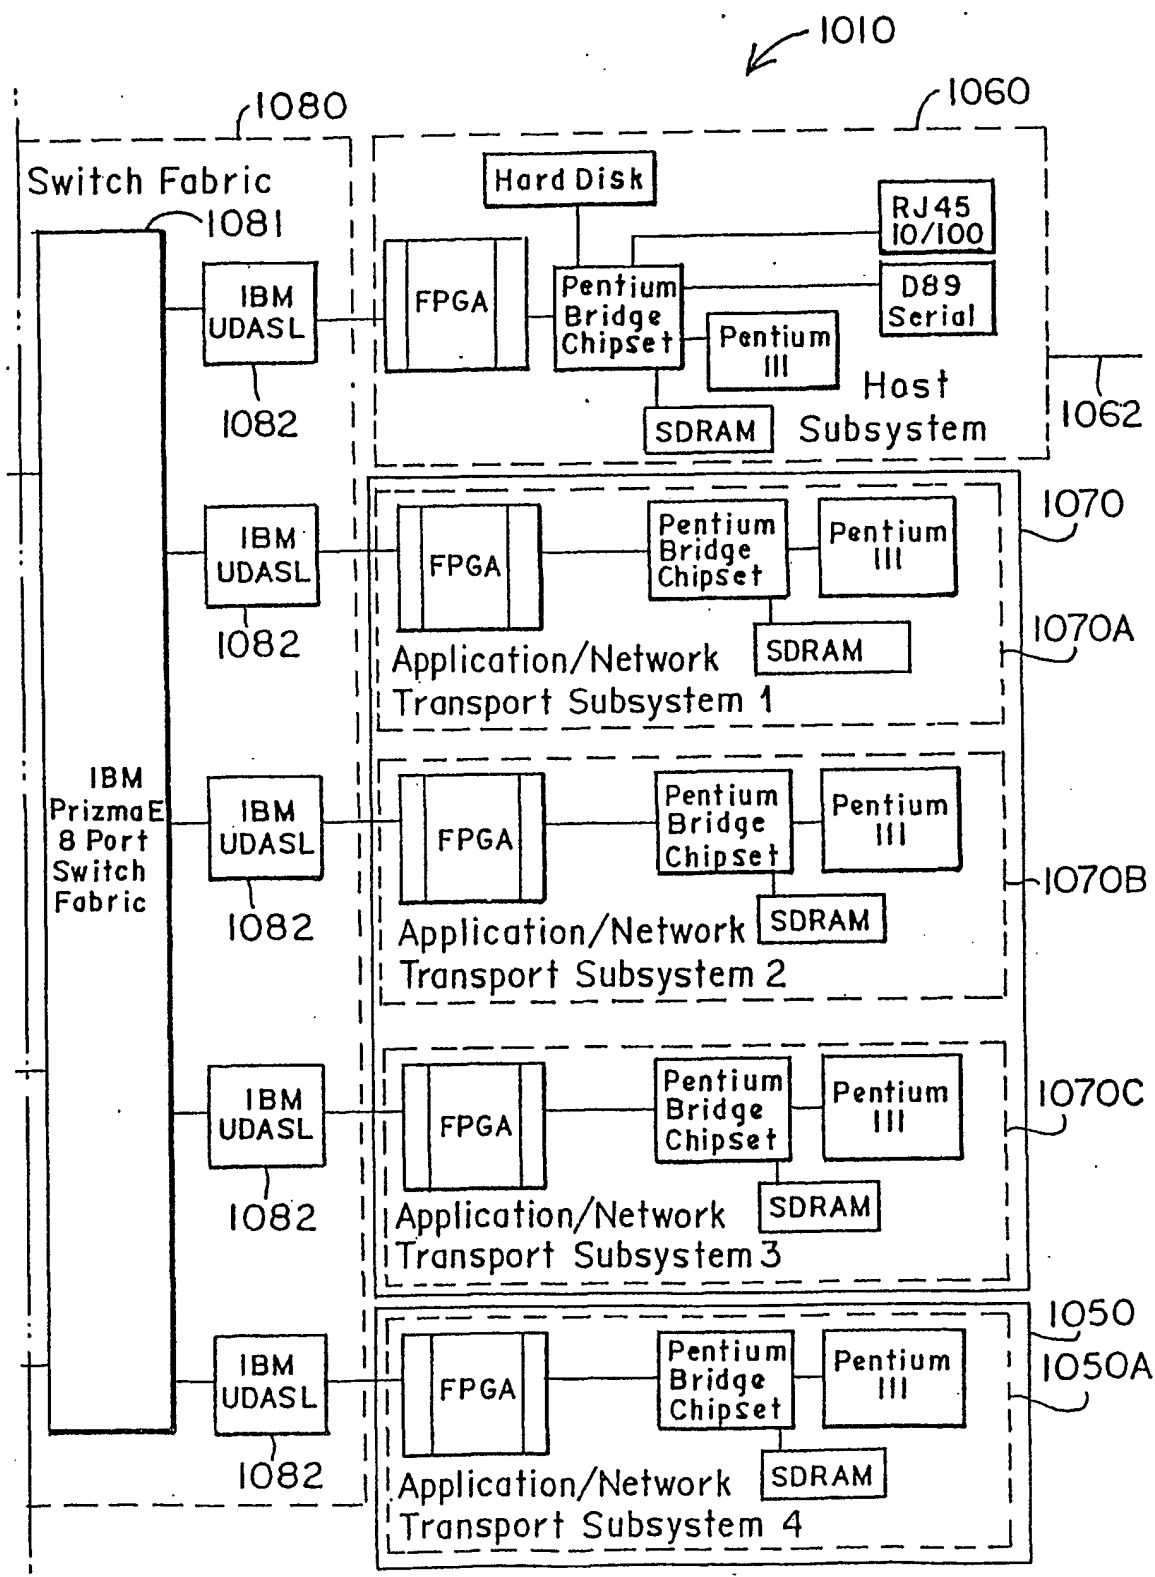 1010
1080
1060
Switch Fabric
1081
Hard Disk
RJ45
10/100
IBM
UDASL
FPGA
Pentium
Bridge
Chipset
D89
Serial
Pentium
III
1082
SDRAM
Host
Subsystem
1062
IBM
UDASL
FPGA
Pentium
Bridge
Chipset
Pentium
III
1070
1082
SDRAM
1070A
Application/Network
Transport Subsystem 1
IBM
PrizmaE
8 Port
Switch
Fabric
IBM
UDASL
FPGA
Pentium
Bridge
Chipset
Pentium
III
1082
SDRAM
1070B
Application/Network
Transport Subsystem 2
IBM
UDASL
FPGA
Pentium
Bridge
Chipset
Pentium
III
1070C
1082
SDRAM
Application/Network
Transport Subsystem 3
1050
IBM
UDASL
FPGA
Pentium
Bridge
Chipset
Pentium
III
1050A
1082
SDRAM
Application/Network
Transport Subsystem 4